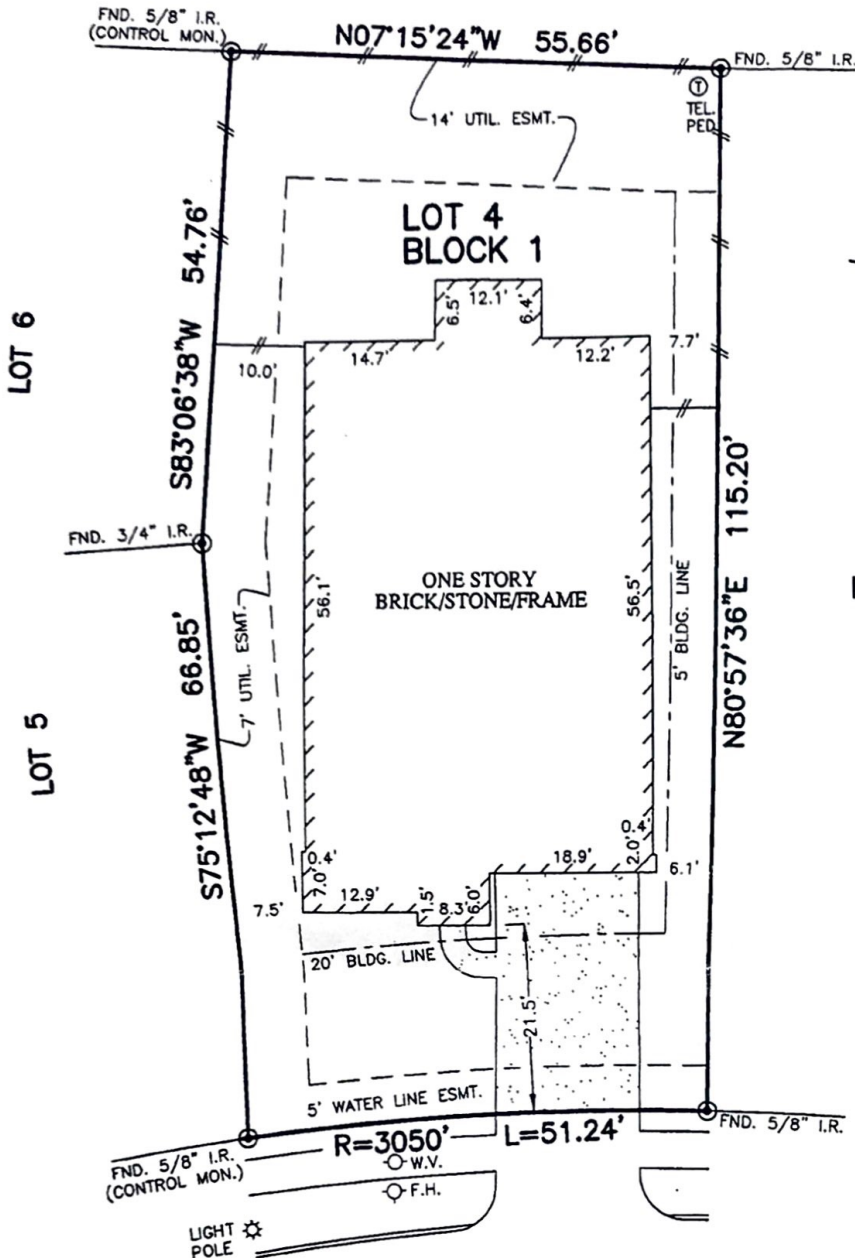 FND. 5/8" I.R.
(CONTROL MON.)
N07°15'24"W 55.66'
FND. 5/8" I.R.
T
TEL.
PED
14' UTIL. ESMT.
LOT 4
BLOCK 1
S83°06'38"W 54.76'
LOT 6
12.1'
6.5'
6.4'
14.7'
12.2'
7.7'
10.0'
FND. 3/4" I.R.
ONE STORY
BRICK/STONE/FRAME
56.1'
56.5'
5' BLDG. LINE
N80°57'36"E 115.20'
7' UTIL. ESMT.
S75°12'48"W 66.85'
LOT 5
0.4'
7.0'
12.9'
1.5'
8.3'
6.0'
18.9'
2.0'
0.4'
6.1'
7.5'
20' BLDG. LINE
21.5'
5' WATER LINE ESMT.
R=3050' L=51.24'
FND. 5/8" I.R.
FND. 5/8" I.R.
(CONTROL MON.)
W.V.
F.H.
LIGHT
POLE